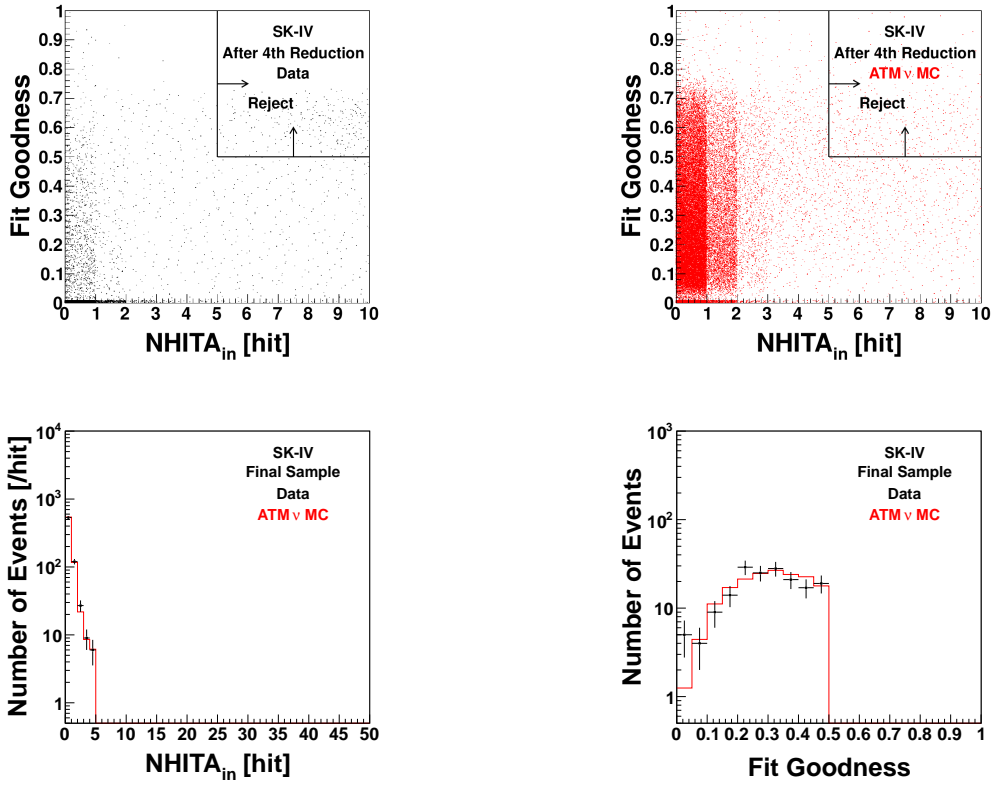 Fit Goodness
1
0.9
0.8
0.7
0.6
0.5
0.4
0.3
0.2
0.1
0
SK-IV
After 4th Reduction
Data
Reject
0 1 2 3 4 5 6 7 8 9 10
NHITA_in [hit]
Fit Goodness
1
0.9
0.8
0.7
0.6
0.5
0.4
0.3
0.2
0.1
0
SK-IV
After 4th Reduction
ATM ν MC
Reject
0 1 2 3 4 5 6 7 8 9 10
NHITA_in [hit]
Number of Events [/hit]
10^4
10^3
10^2
10
1
SK-IV
Final Sample
Data
ATM ν MC
0 5 10 15 20 25 30 35 40 45 50
NHITA_in [hit]
Number of Events
10^3
10^2
10
1
SK-IV
Final Sample
Data
ATM ν MC
0 0.1 0.2 0.3 0.4 0.5 0.6 0.7 0.8 0.9 1
Fit Goodness